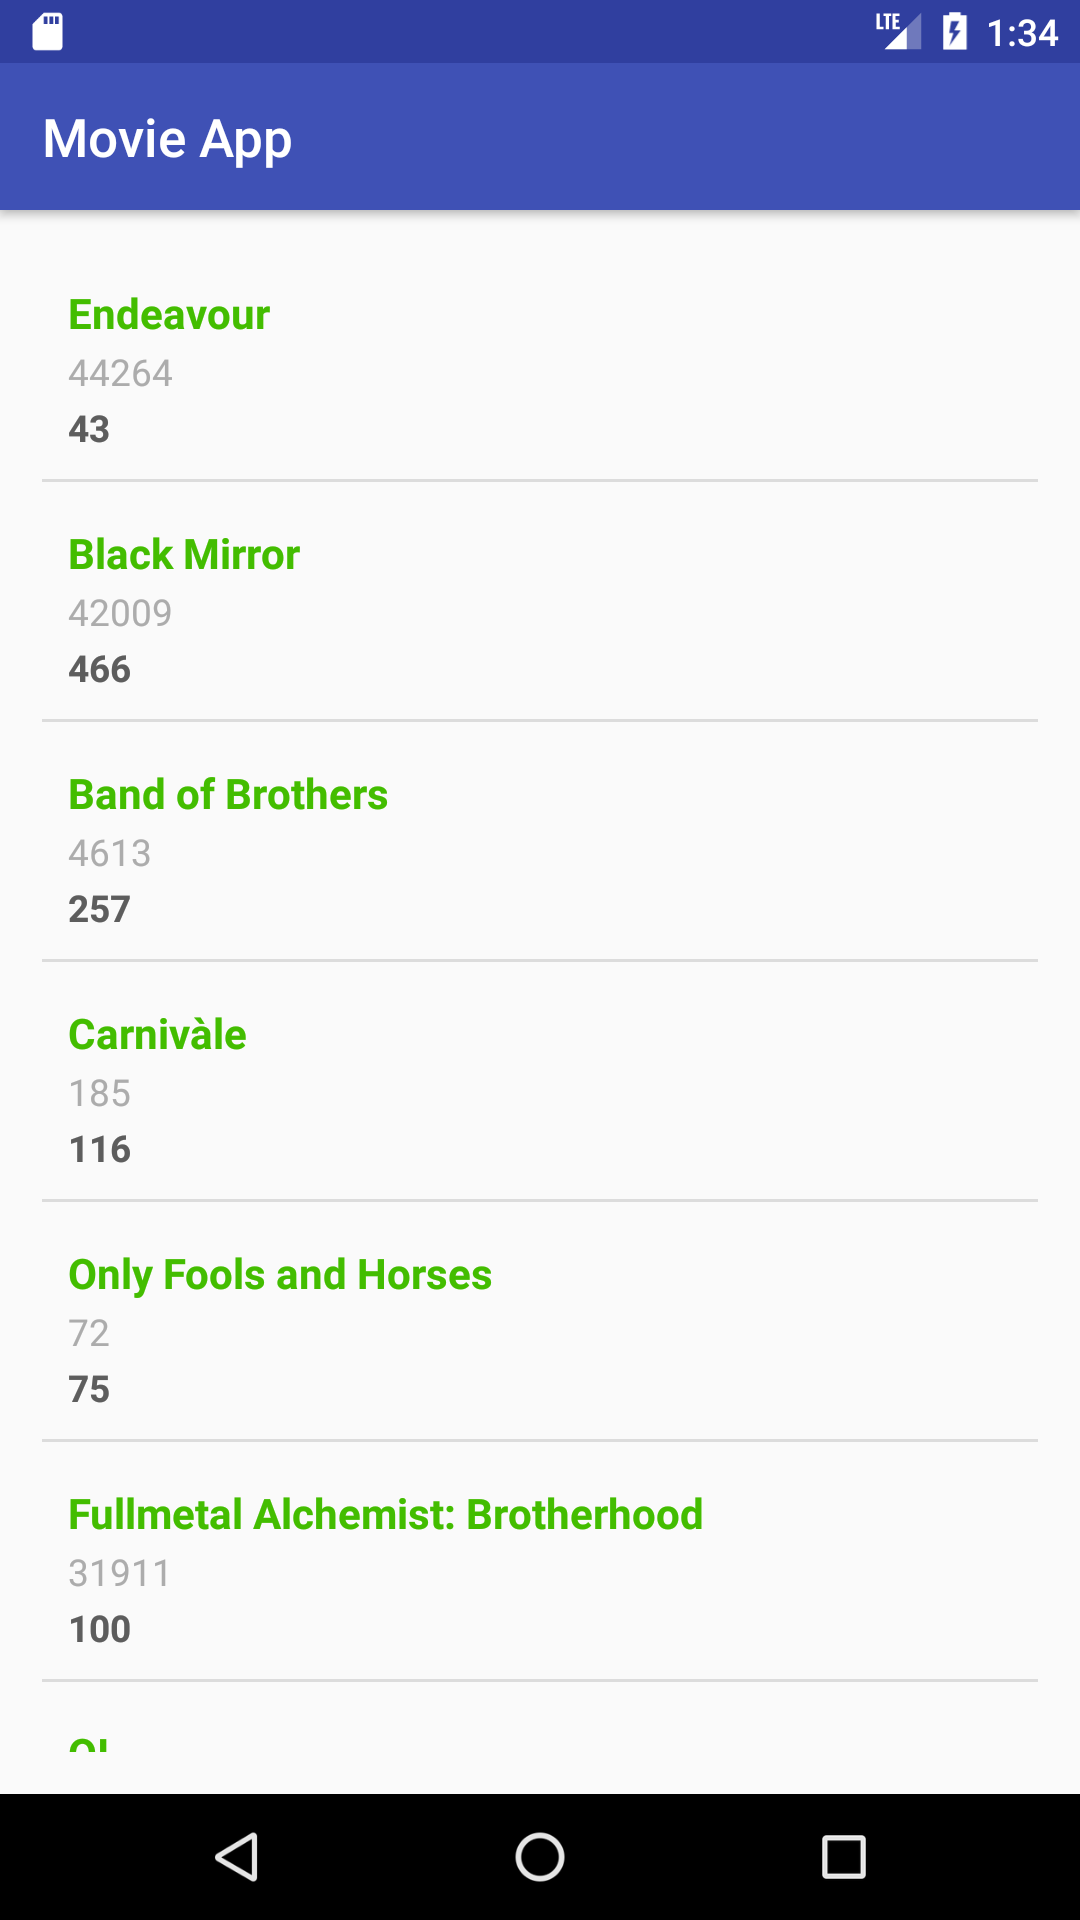 LTE 1:34
Movie App
Endeavour
44264
43
Black Mirror
42009
466
Band of Brothers
4613
257
Carnivàle
185
116
Only Fools and Horses
72
75
Fullmetal Alchemist: Brotherhood
31911
100